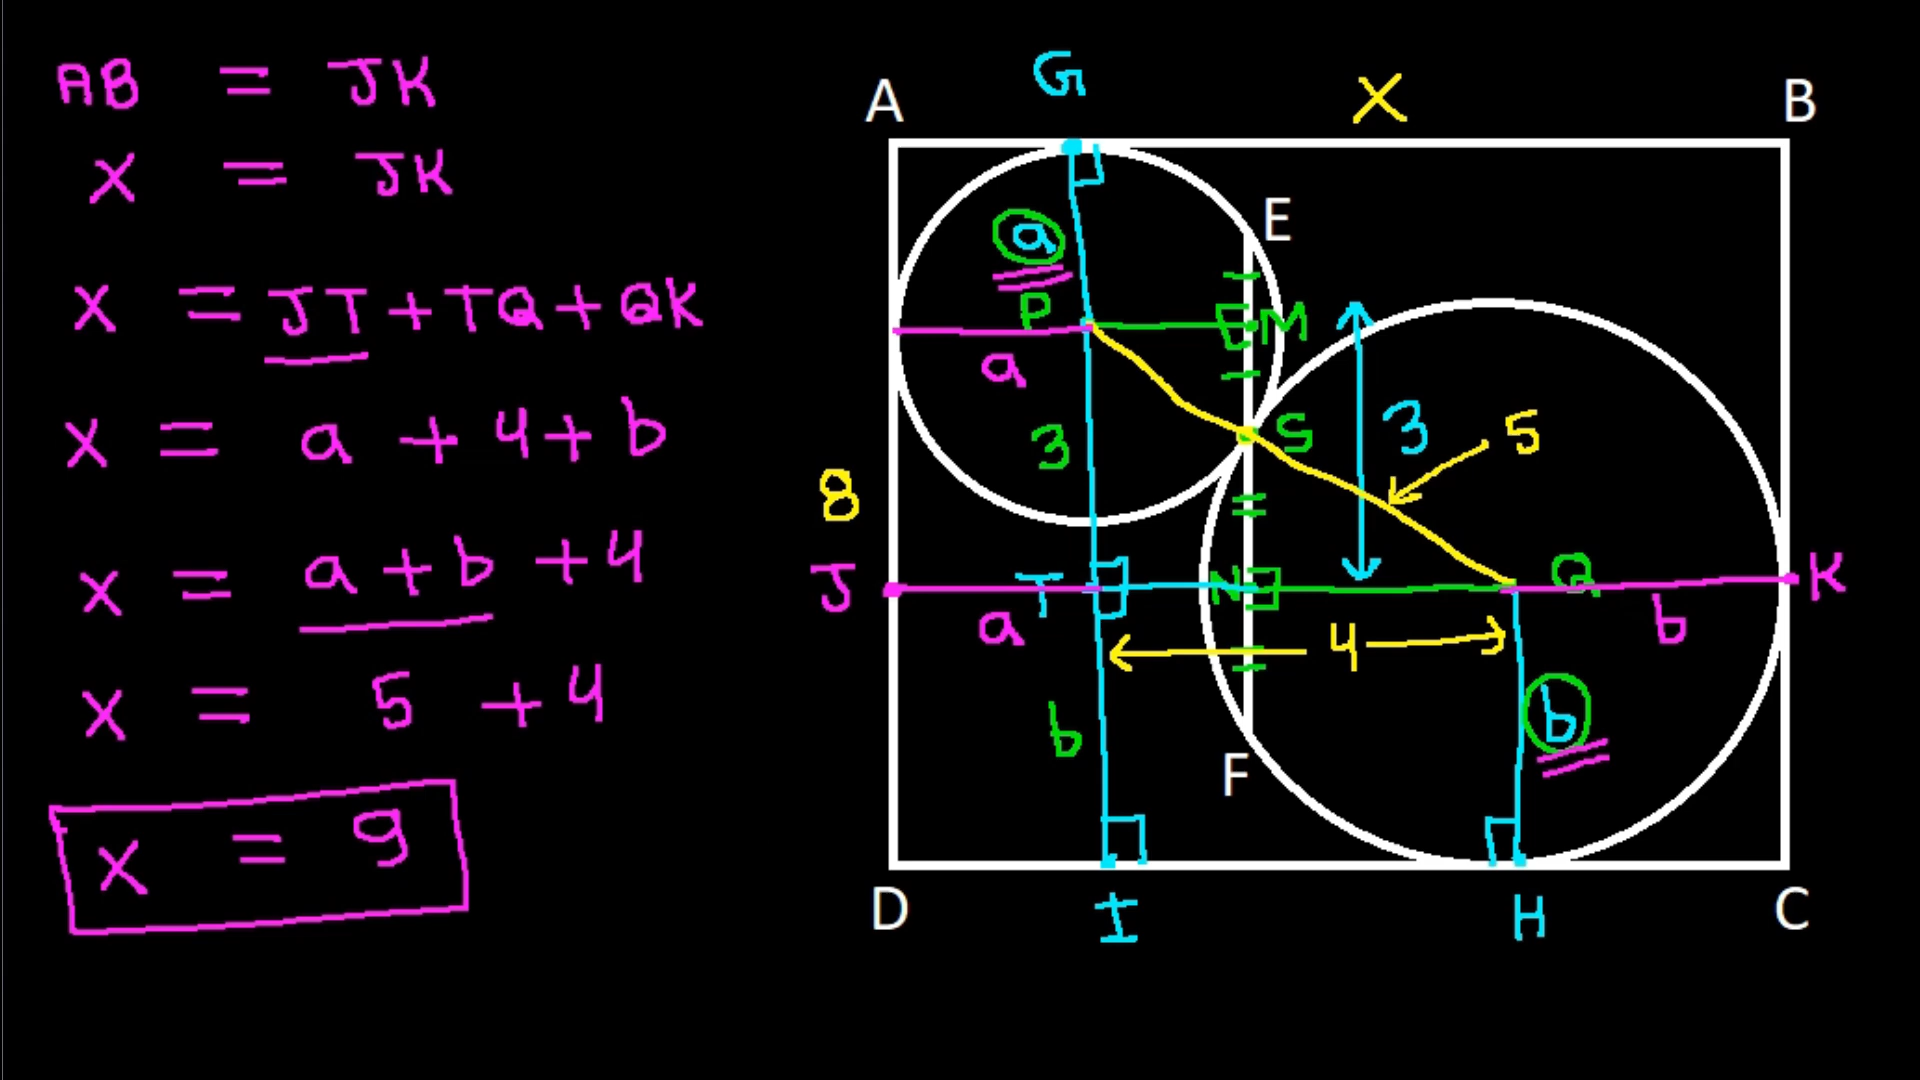 AB = JK
X = JK
X = JT + TQ + QK
X = a + 4 + b
X = a + b + 4
X = 5 + 4
X = 9
G
A
X
B
E
a
P
M
a
3
S
3
5
8
J
T
N
Q
K
a
4
b
b
b
F
D
I
H
C